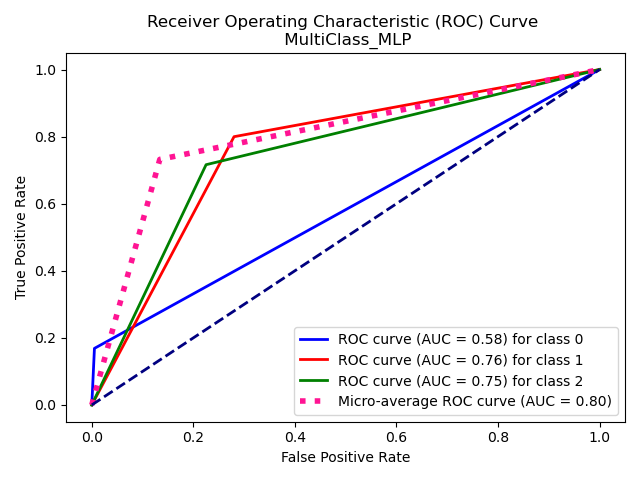 Receiver Operating Characteristic (ROC) Curve
MultiClass_MLP
1.0
0.8
0.6
0.4
0.2
0.0
True Positive Rate
ROC curve (AUC = 0.58) for class 0
ROC curve (AUC = 0.76) for class 1
ROC curve (AUC = 0.75) for class 2
Micro-average ROC curve (AUC = 0.80)
0.0 0.2 0.4 0.6 0.8 1.0
False Positive Rate